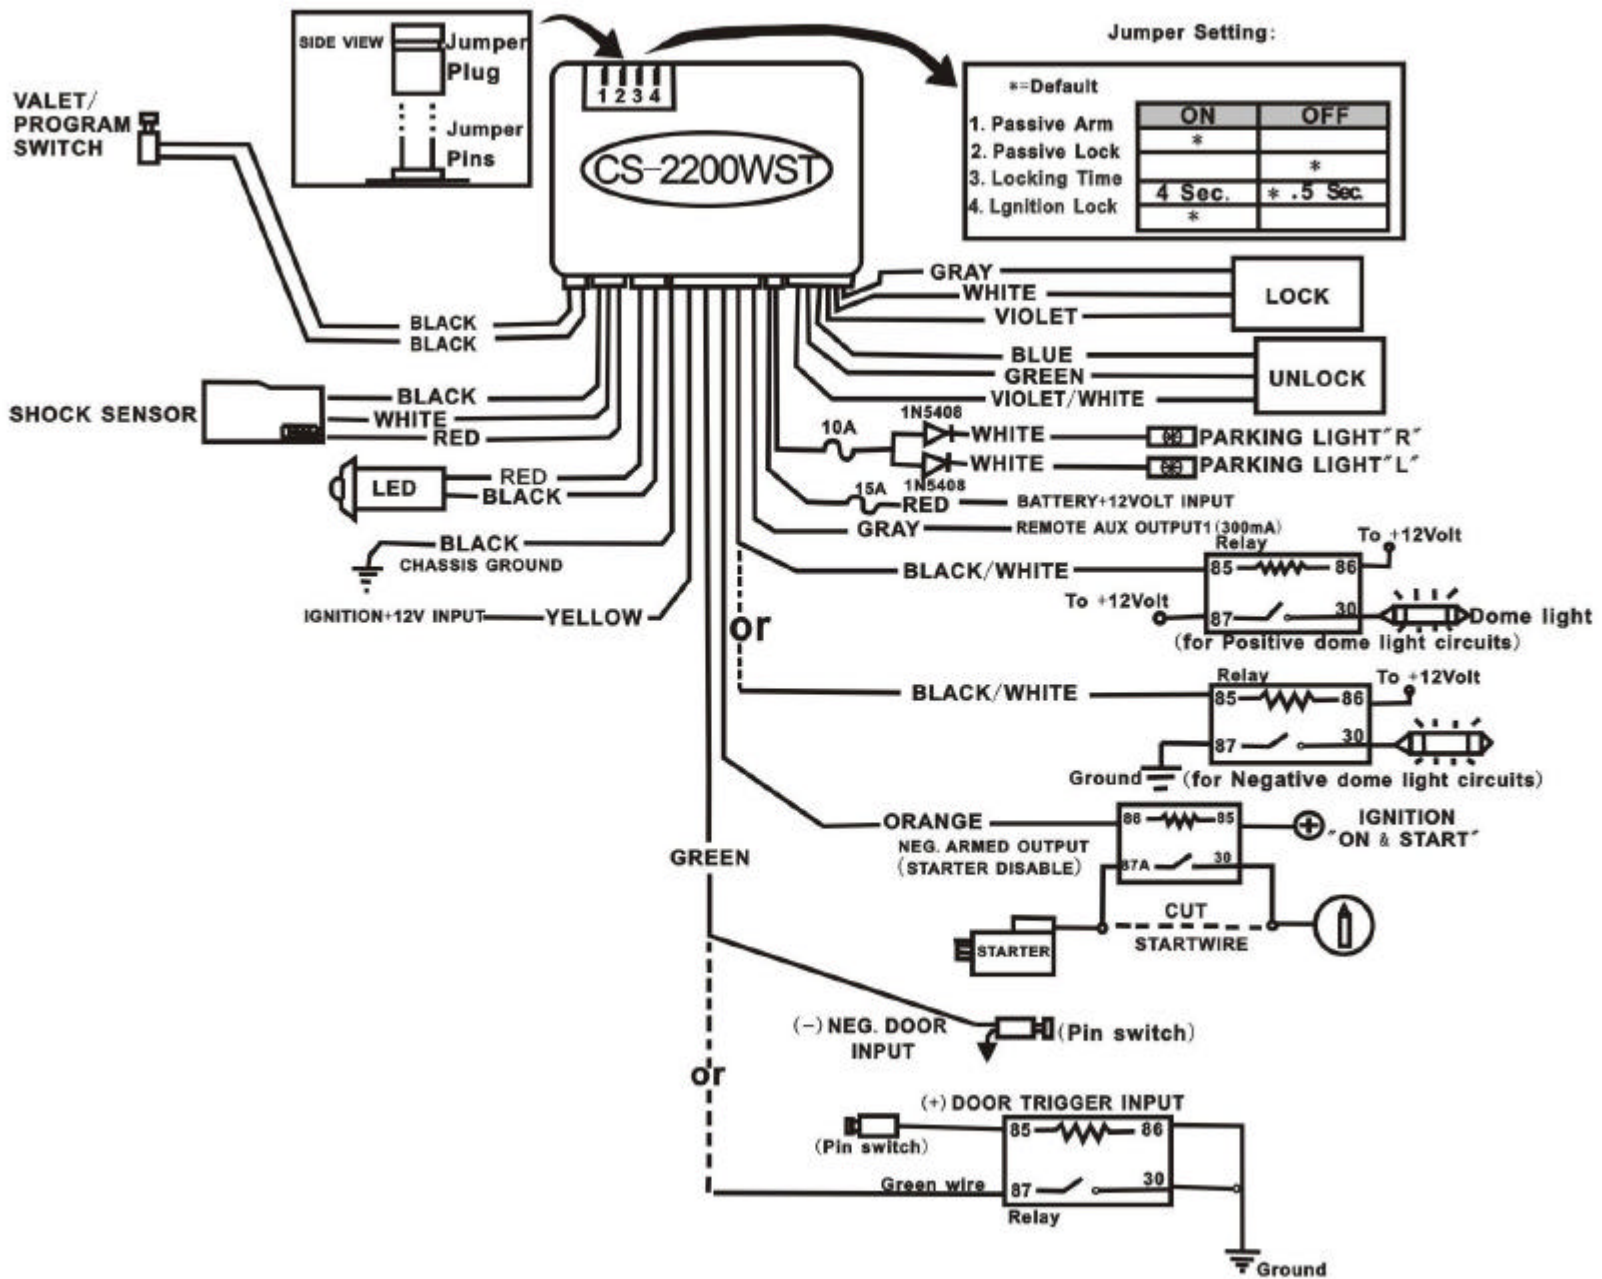 Jumper Setting:
SIDE VIEW
Jumper
Plug
Jumper
Pins
1 2 3 4
CS-2200WST
*=Default
ON OFF
1. Passive Arm *
2. Passive Lock *
3. Locking Time 4 Sec. * .5 Sec.
4. Lgnition Lock *
VALET/
PROGRAM
SWITCH
BLACK
BLACK
SHOCK SENSOR
BLACK
WHITE
RED
LED
RED
BLACK
BLACK
CHASSIS GROUND
IGNITION+12V INPUT YELLOW
GRAY
WHITE
VIOLET
LOCK
BLUE
GREEN
VIOLET/WHITE
UNLOCK
10A
1N5408
WHITE PARKING LIGHT"R"
WHITE PARKING LIGHT"L"
1N5408
15A
RED BATTERY+12VOLT INPUT
GRAY REMOTE AUX OUTPUT1(300mA)
Relay
To +12Volt
BLACK/WHITE
85 86
To +12Volt
87 30
Dome light
(for Positive dome light circuits)
or
Relay
To +12Volt
BLACK/WHITE
85 86
87 30
Ground
(for Negative dome light circuits)
ORANGE
86 85
IGNITION
"ON & START"
NEG. ARMED OUTPUT
(STARTER DISABLE)
87A 30
CUT
STARTWIRE
STARTER
GREEN
(-) NEG. DOOR
INPUT
(Pin switch)
or
(+) DOOR TRIGGER INPUT
(Pin switch)
85 86
Green wire
87 30
Relay
Ground